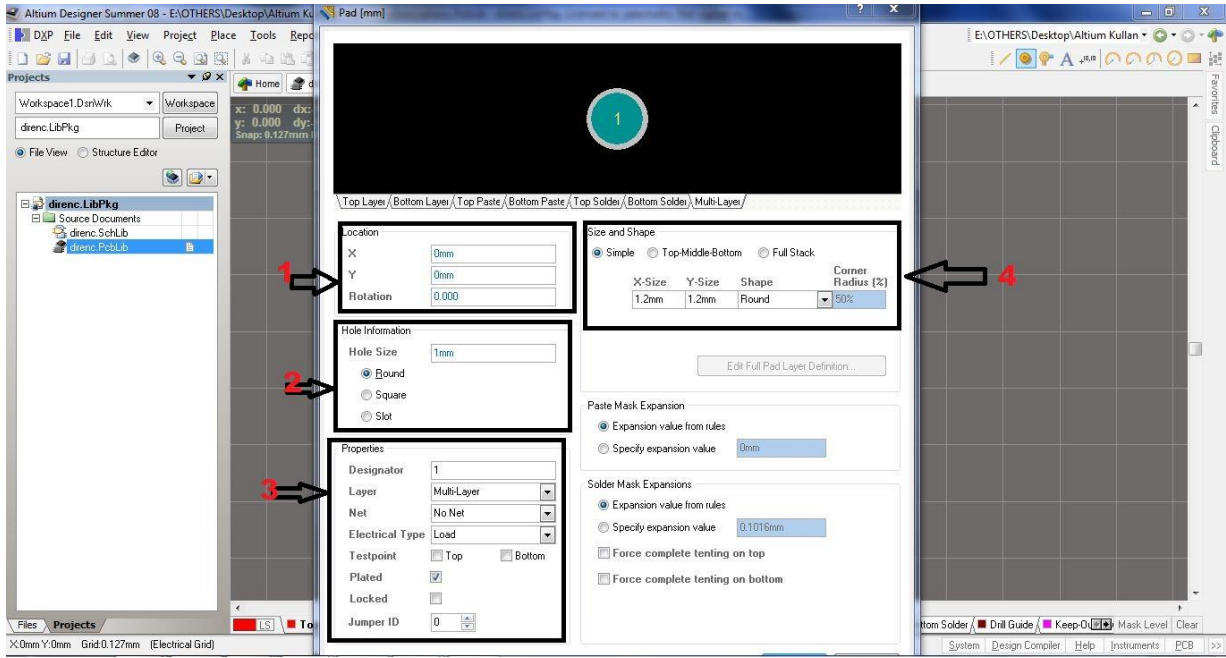 Altium Designer Summer 08 - E:\OTHERS\Desktop\Altium Ku
Pad [mm]
DXP File Edit View Project Place Tools
E:\OTHERS\Desktop\Altium Kullan
Projects
Home
Workspace1.DsnWrk Workspace
direnc.LibPkg Project
File View Structure Editor
x: 0.000 dx:
y: 0.000 dy:
Snap: 0.127mm
Favorites
Clipboard
direnc.LibPkg
Source Documents
direnc.SchLib
direnc.PcbLib
1
Top Layer Bottom Layer Top Paste Bottom Paste Top Solder Bottom Solder Multi-Layer
Location
X 0mm
Y 0mm
Rotation 0.000
1
Hole Information
Hole Size 1mm
Round
Square
Slot
2
Properties
Designator 1
Layer Multi-Layer
Net No Net
Electrical Type Load
Testpoint Top Bottom
Plated
Locked
Jumper ID 0
3
Size and Shape
Simple Top-Middle-Bottom Full Stack
X-Size Y-Size Shape Corner Radius (%)
1.2mm 1.2mm Round 50%
4
Edit Full Pad Layer Definition...
Paste Mask Expansion
Expansion value from rules
Specify expansion value 0mm
Solder Mask Expansions
Expansion value from rules
Specify expansion value 0.1016mm
Force complete tenting on top
Force complete tenting on bottom
Files Projects
LS To
ttom Solder Drill Guide Keep-Ou Mask Level Clear
X:0mm Y:0mm Grid:0.127mm (Electrical Grid)
System Design Compiler Help Instruments PCB >>